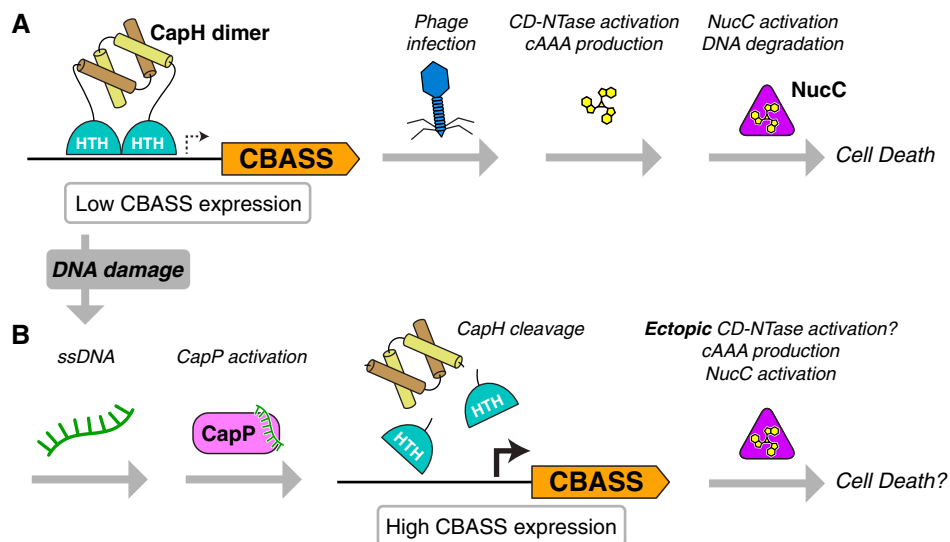 A
CapH dimer
HTH
HTH
CBASS
Low CBASS expression
Phage
infection
CD-NTase activation
cAAA production
NucC activation
DNA degradation
NucC
Cell Death
DNA damage
B
ssDNA
CapP activation
CapP
CapH cleavage
HTH
HTH
CBASS
High CBASS expression
Ectopic CD-NTase activation?
cAAA production
NucC activation
Cell Death?